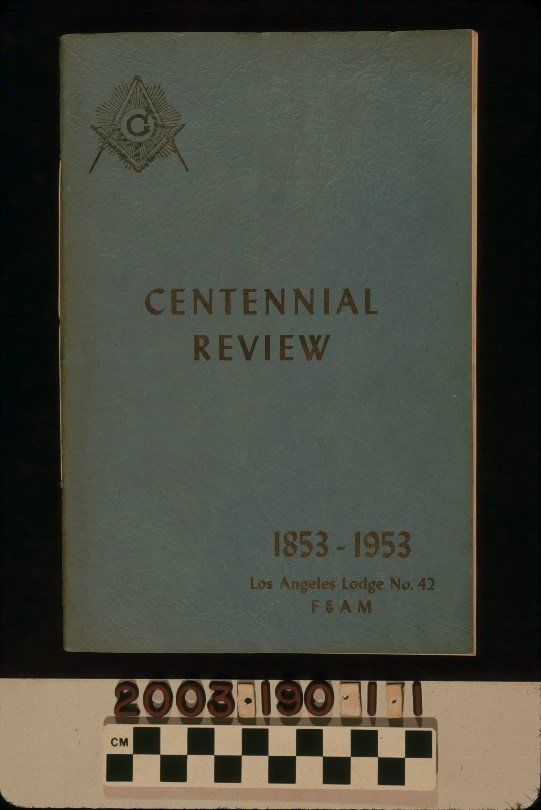 G
CENTENNIAL
REVIEW
1853-1953
Los Angeles Lodge No. 42
F & A M
2003.190.1.1
CM